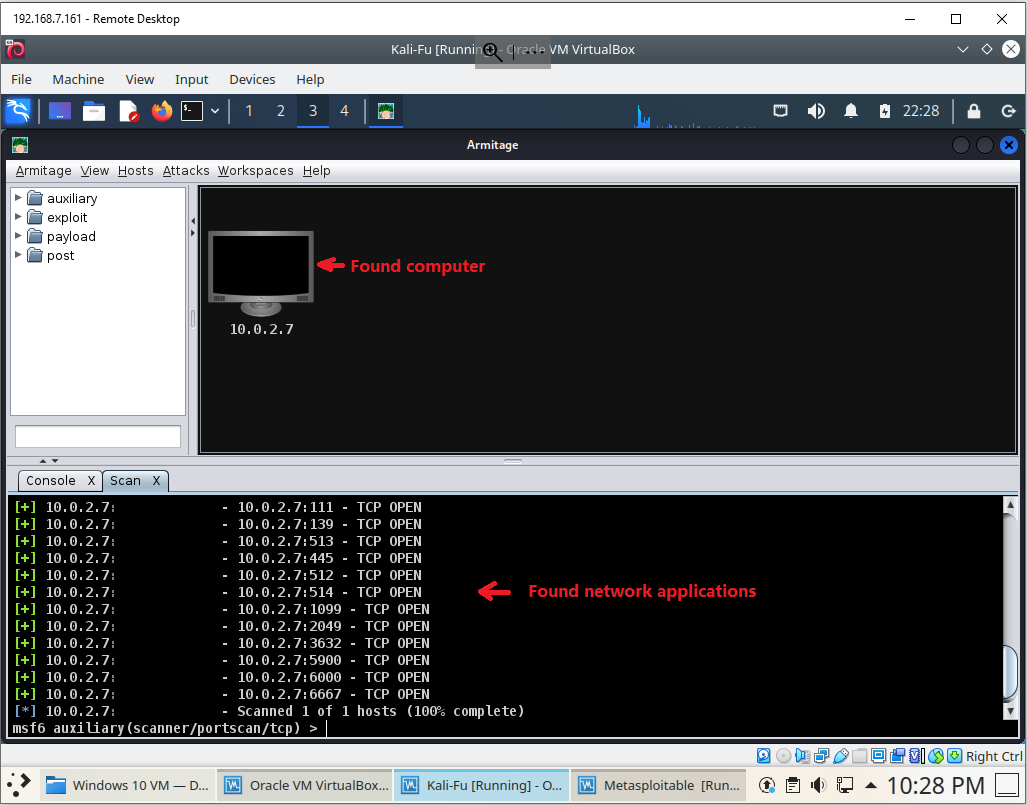 192.168.7.161 - Remote Desktop
Kali-Fu [Running] - Oracle VM VirtualBox
File Machine View Input Devices Help
1 2 3 4 22:28
Armitage
Armitage View Hosts Attacks Workspaces Help
auxiliary
exploit
payload
post
Found computer
10.0.2.7
Console X Scan X
[+] 10.0.2.7: - 10.0.2.7:111 - TCP OPEN
[+] 10.0.2.7: - 10.0.2.7:139 - TCP OPEN
[+] 10.0.2.7: - 10.0.2.7:513 - TCP OPEN
[+] 10.0.2.7: - 10.0.2.7:445 - TCP OPEN
[+] 10.0.2.7: - 10.0.2.7:512 - TCP OPEN
[+] 10.0.2.7: - 10.0.2.7:514 - TCP OPEN
Found network applications
[+] 10.0.2.7: - 10.0.2.7:1099 - TCP OPEN
[+] 10.0.2.7: - 10.0.2.7:2049 - TCP OPEN
[+] 10.0.2.7: - 10.0.2.7:3632 - TCP OPEN
[+] 10.0.2.7: - 10.0.2.7:5900 - TCP OPEN
[+] 10.0.2.7: - 10.0.2.7:6000 - TCP OPEN
[+] 10.0.2.7: - 10.0.2.7:6667 - TCP OPEN
[*] 10.0.2.7: - Scanned 1 of 1 hosts (100% complete)
msf6 auxiliary(scanner/portscan/tcp) >
Right Ctrl
Windows 10 VM — D... Oracle VM VirtualBox... Kali-Fu [Running] - O... Metasploitable [Run... 10:28 PM